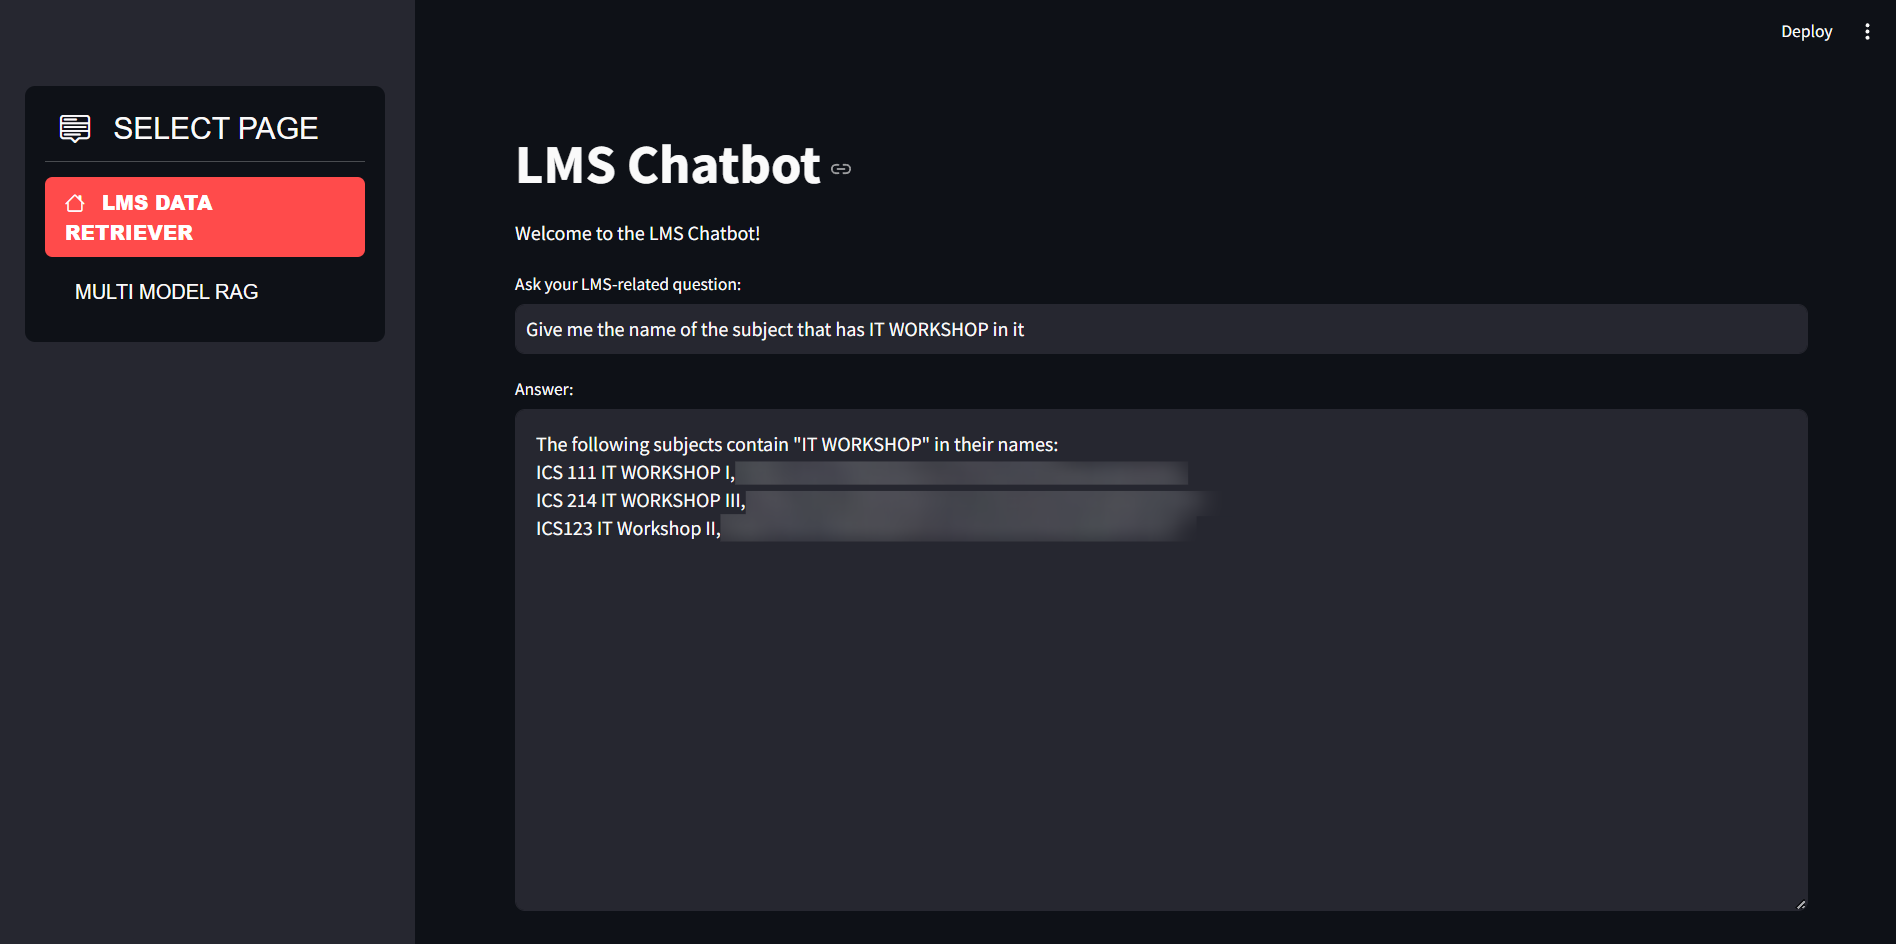 Deploy
SELECT PAGE
LMS DATA
RETRIEVER
MULTI MODEL RAG
LMS Chatbot
Welcome to the LMS Chatbot!
Ask your LMS-related question:
Give me the name of the subject that has IT WORKSHOP in it
Answer:
The following subjects contain "IT WORKSHOP" in their names:
ICS 111 IT WORKSHOP I,
ICS 214 IT WORKSHOP III,
ICS123 IT Workshop II,